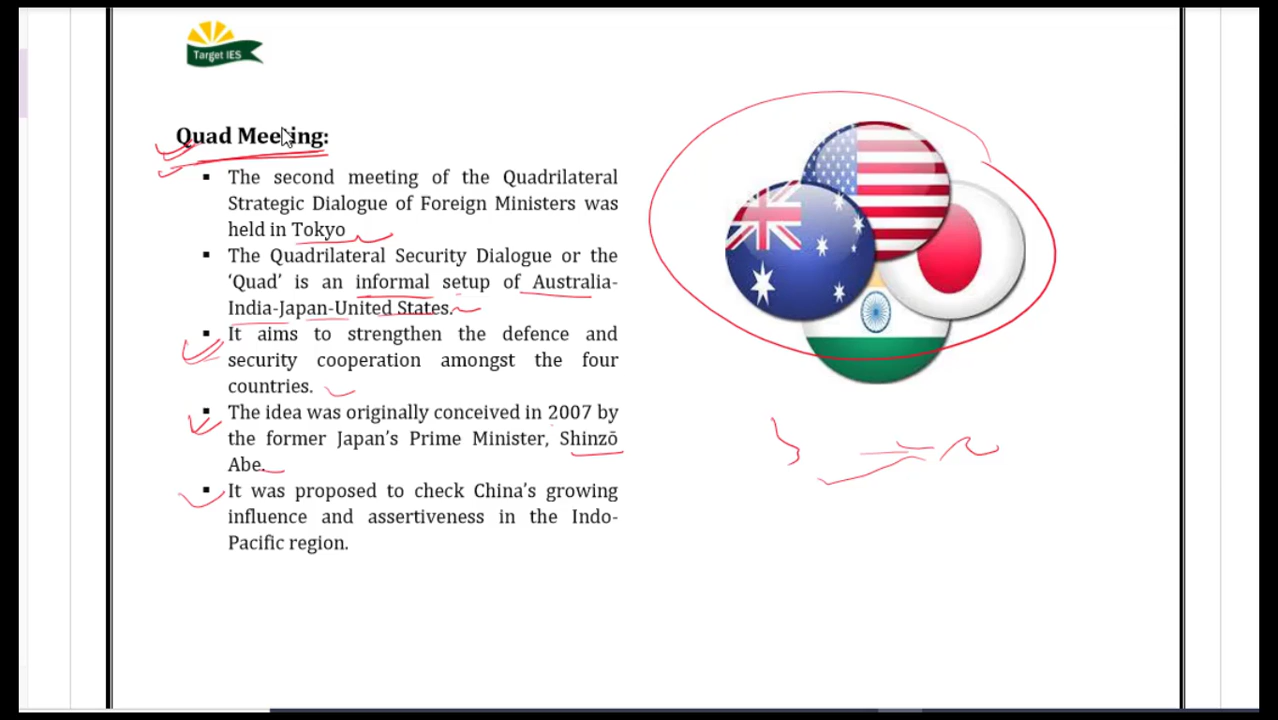 Target IES
Quad Meeting:
▪ The second meeting of the Quadrilateral
Strategic Dialogue of Foreign Ministers was
held in Tokyo
▪ The Quadrilateral Security Dialogue or the
‘Quad’ is an informal setup of Australia-
India-Japan-United States.
▪ It aims to strengthen the defence and
security cooperation amongst the four
countries.
▪ The idea was originally conceived in 2007 by
the former Japan’s Prime Minister, Shinzō
Abe.
▪ It was proposed to check China’s growing
influence and assertiveness in the Indo-
Pacific region.